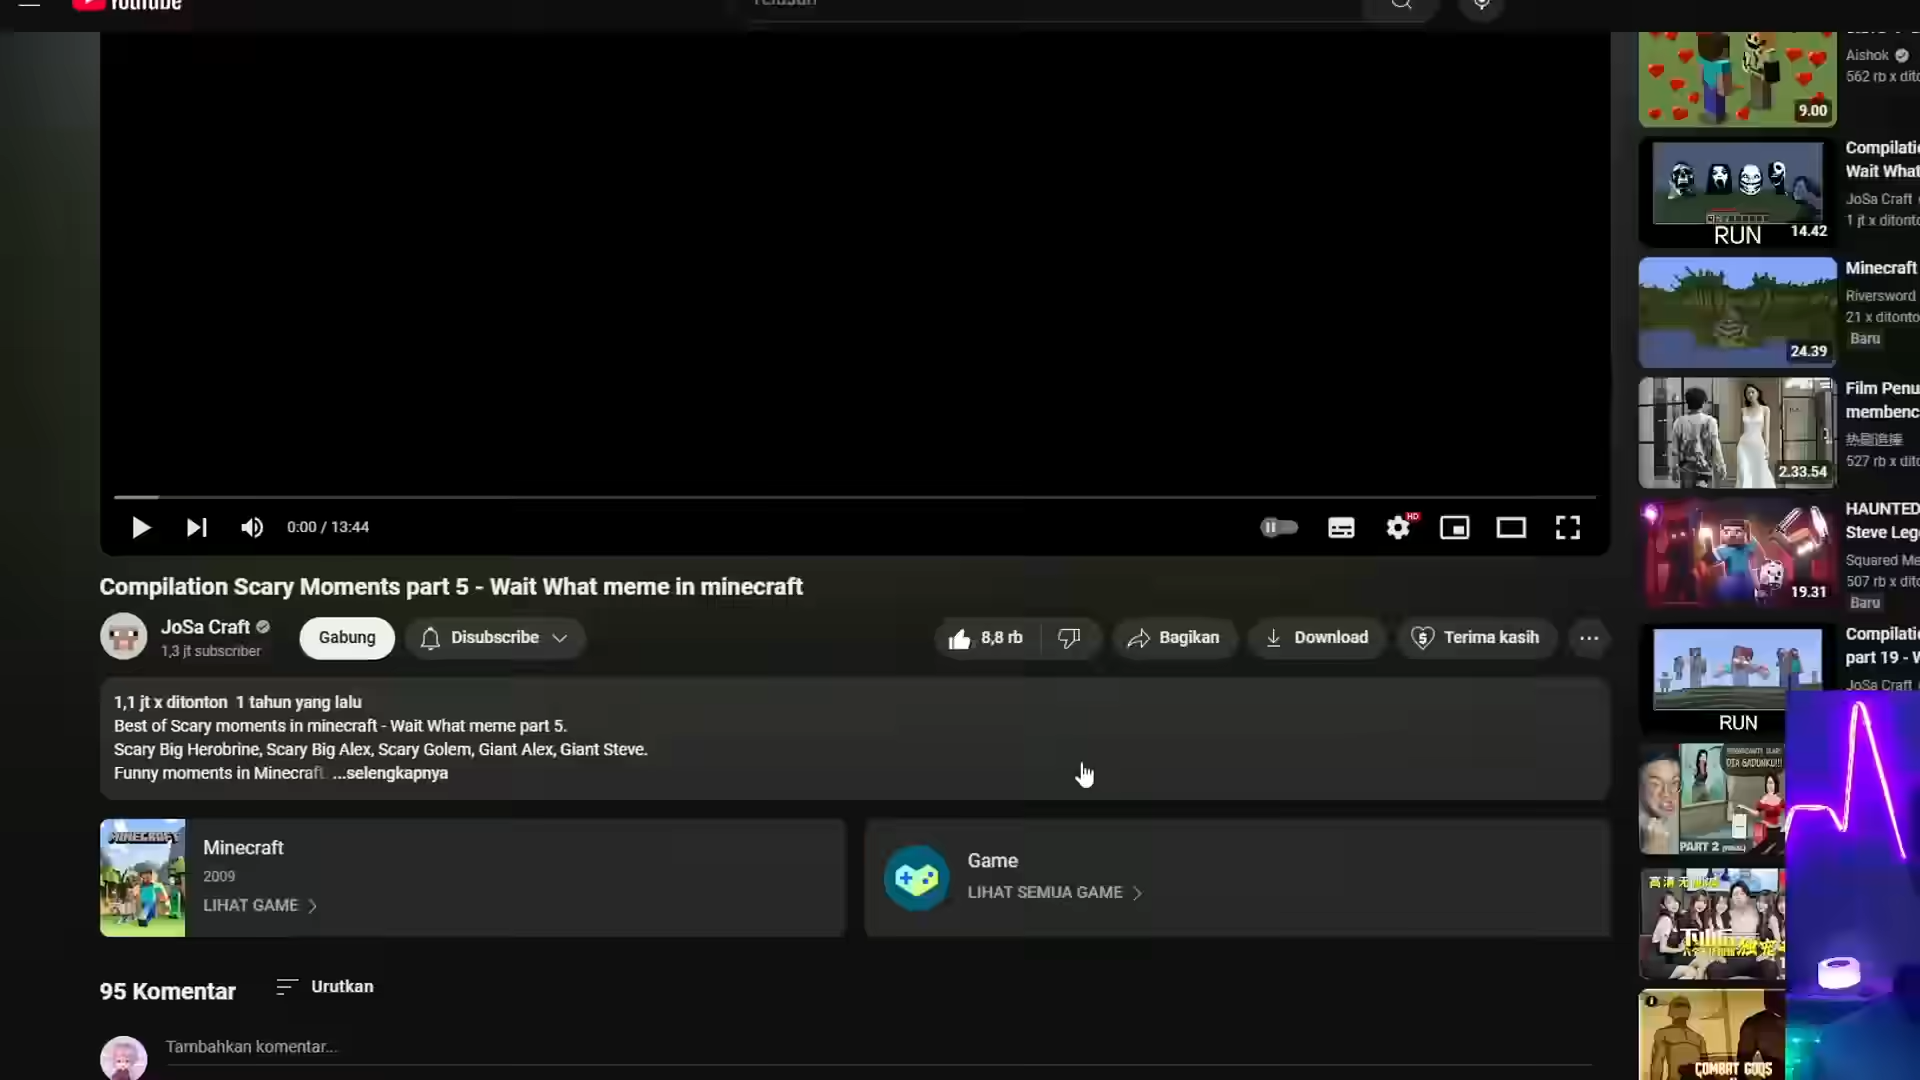 YouTube
Telusuri
0:00 / 13:44
HD
Compilation Scary Moments part 5 - Wait What meme in minecraft
JoSa Craft
1,3 jt subscriber
Gabung
Disubscribe
8,8 rb
Bagikan
Download
Terima kasih
1,1 jt x ditonton 1 tahun yang lalu
Best of Scary moments in minecraft - Wait What meme part 5.
Scary Big Herobrine, Scary Big Alex, Scary Golem, Giant Alex, Giant Steve.
Funny moments in Minecraft ...selengkapnya
MINECRAFT
Minecraft
2009
LIHAT GAME
Game
LIHAT SEMUA GAME
95 Komentar
Urutkan
Tambahkan komentar...
Aishok
562 rb x dito
9.00
Compilati
Wait What
JoSa Craft
1 jt x ditonto
RUN
14.42
Minecraft
Riversword
21 x ditonto
Baru
24.39
Film Penu
membenc
热剧追捧
527 rb x dito
2.33.54
HAUNTED
Steve Leg
Squared Me
507 rb x dito
Baru
19.31
Compilati
part 19 - W
JoSa Craft
RUN
DIA GADUNKU!!!
PART 2
COMBAT GODS